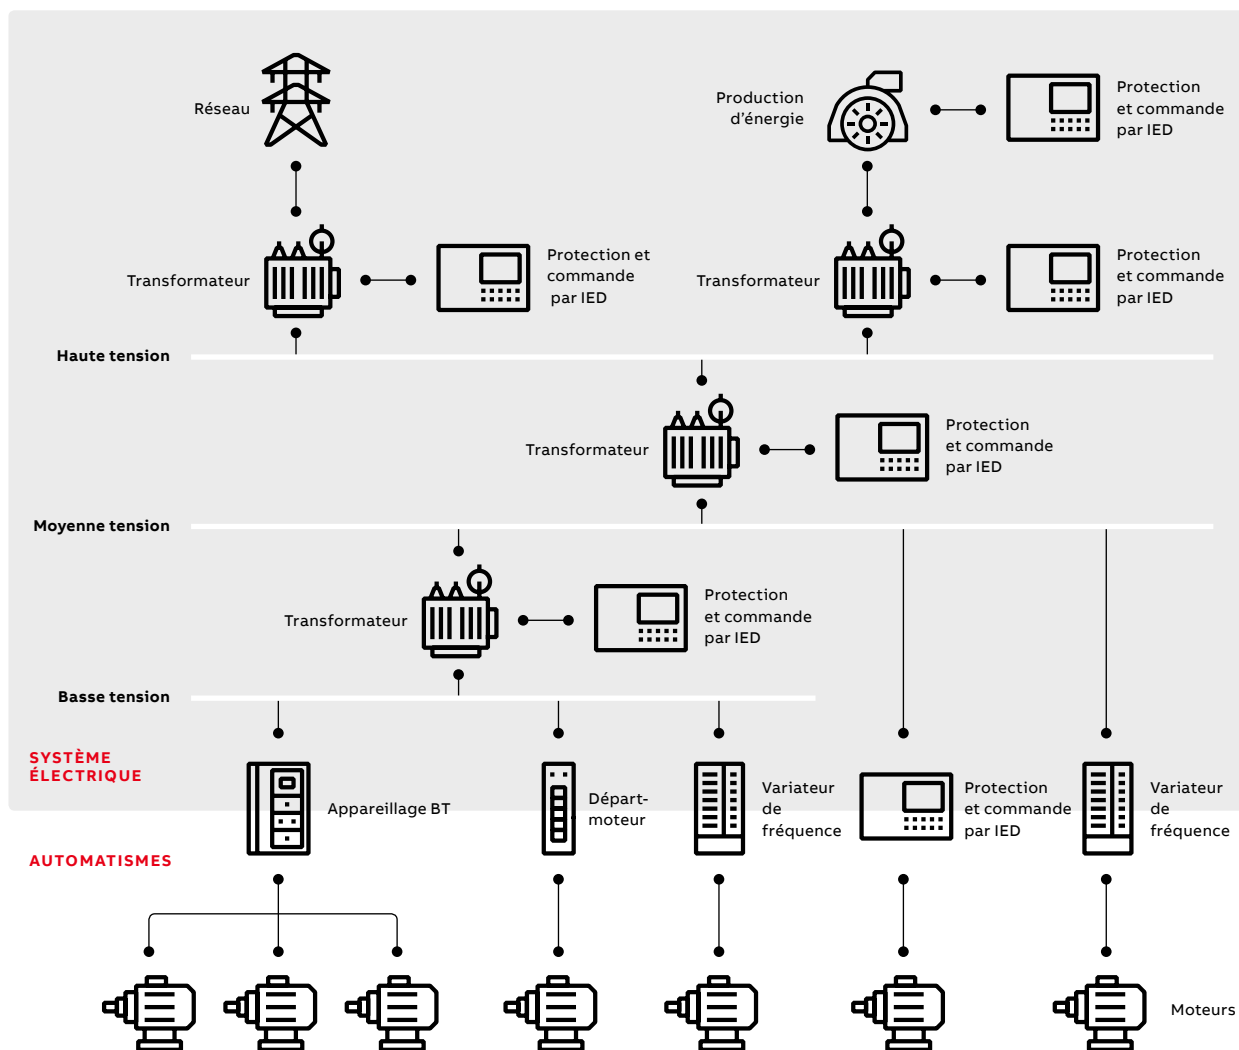 Réseau
Production
d'énergie
Protection
et commande
par IED
Transformateur
Protection et
commande
par IED
Transformateur
Protection
et commande
par IED
Haute tension
Transformateur
Protection
et commande
par IED
Moyenne tension
Transformateur
Protection
et commande
par IED
Basse tension
SYSTÈME
ÉLECTRIQUE
Appareillage BT
Départ-
moteur
Variateur
de
fréquence
Protection
et commande
par IED
Variateur
de
fréquence
AUTOMATISMES
Moteurs